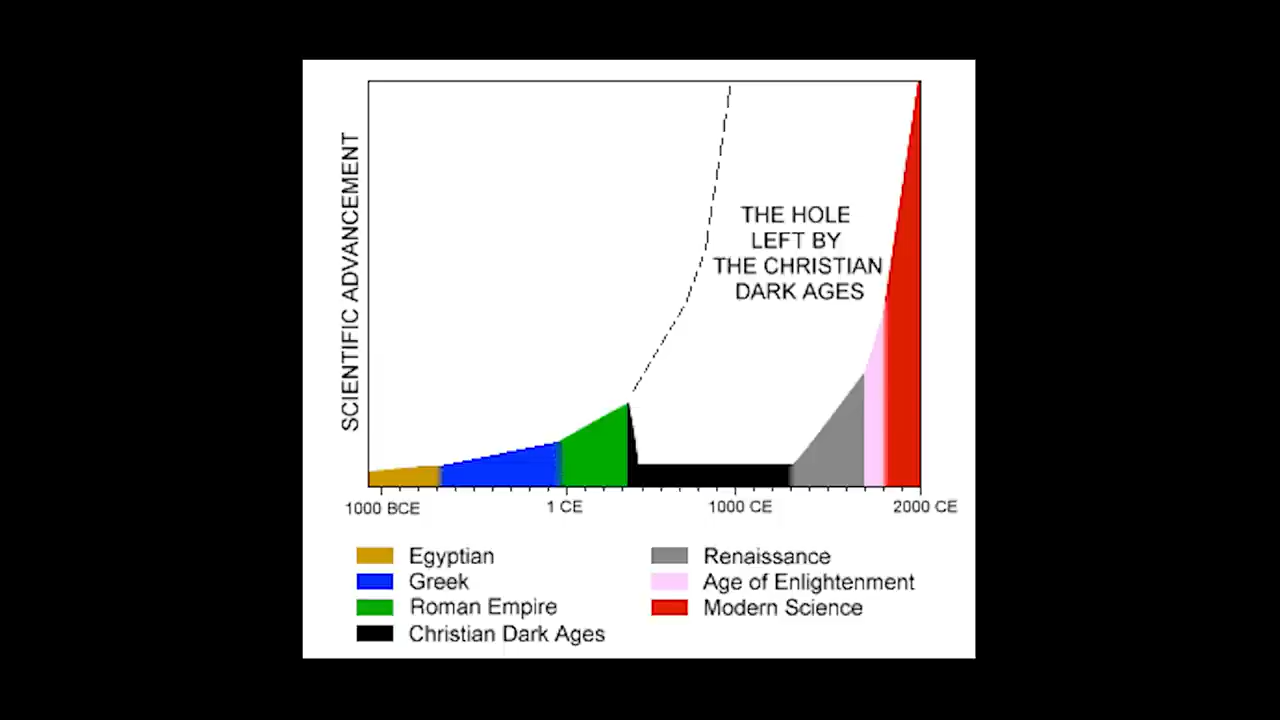 SCIENTIFIC ADVANCEMENT
THE HOLE
LEFT BY
THE CHRISTIAN
DARK AGES
1000 BCE
1 CE
1000 CE
2000 CE
Egyptian
Greek
Roman Empire
Christian Dark Ages
Renaissance
Age of Enlightenment
Modern Science